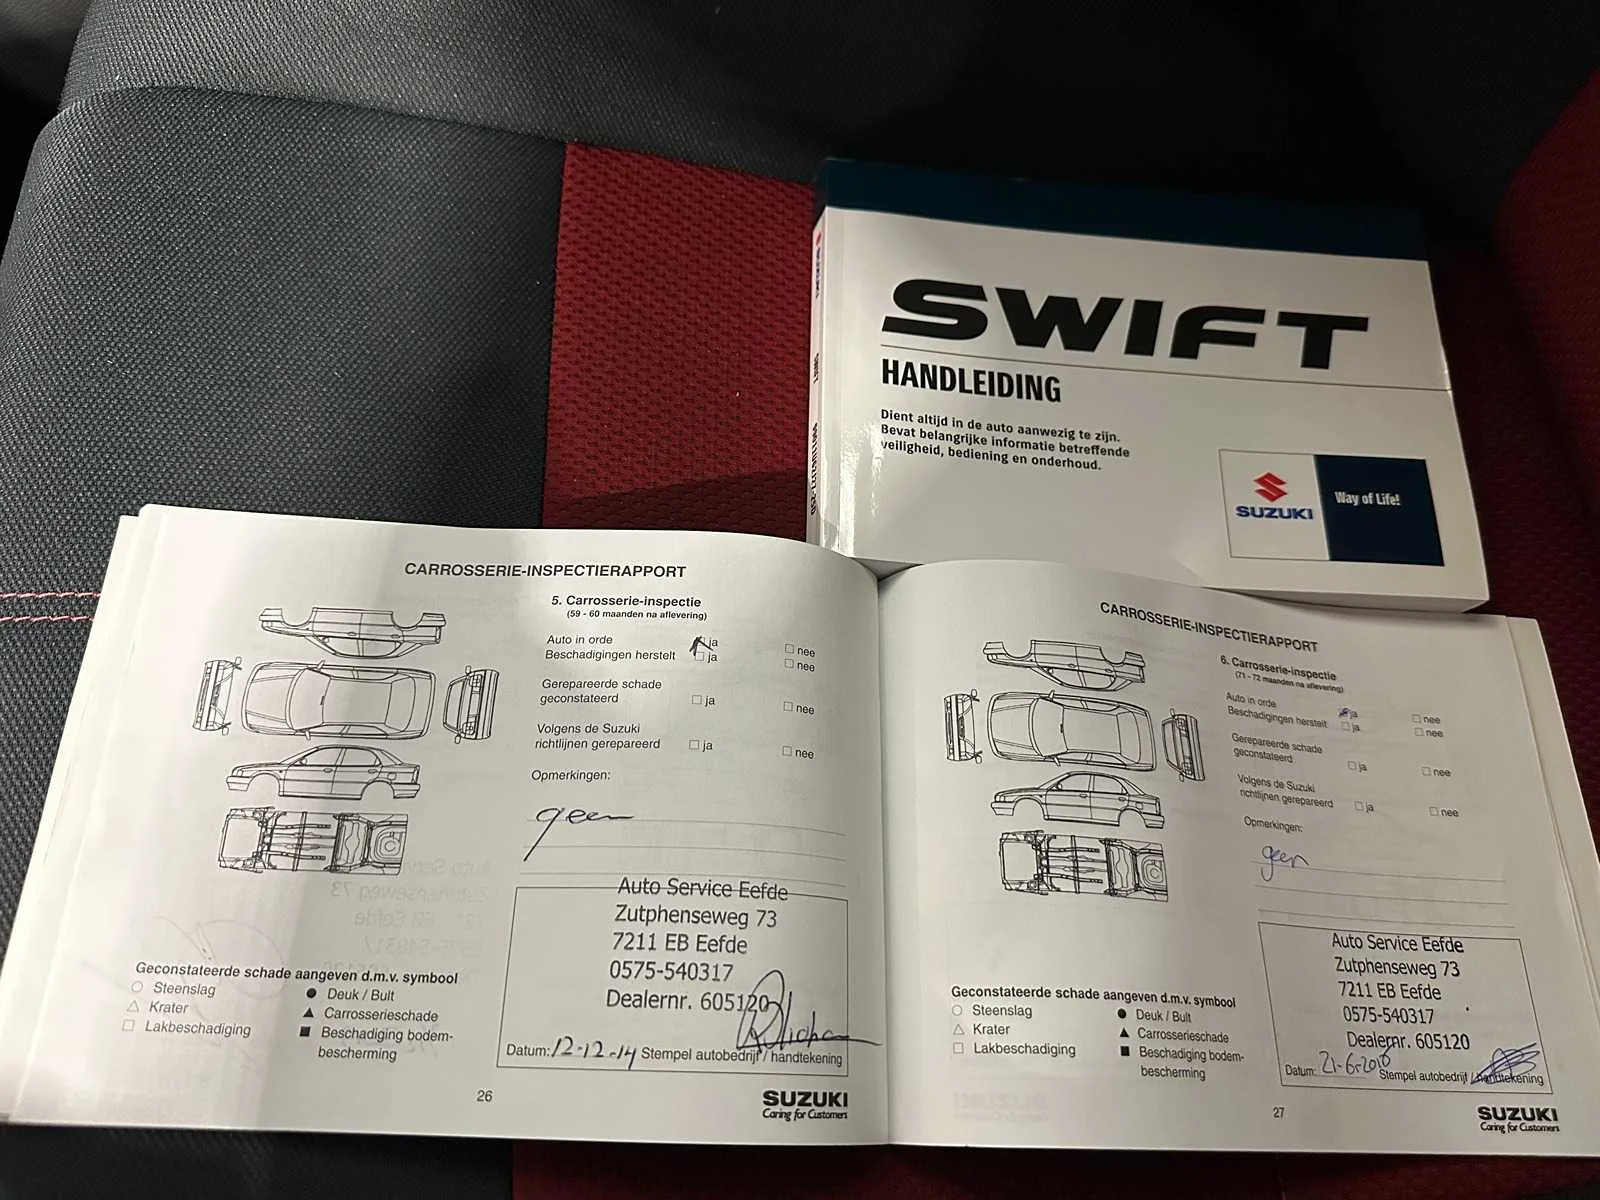 SWIFT
HANDLEIDING
Dient altijd in de auto aanwezig te zijn.
Bevat belangrijke informatie betreffende
veiligheid, bediening en onderhoud.
SUZUKI
Way of Life!
SWIFT
CARROSSERIE-INSPECTIERAPPORT
5. Carrosserie-inspectie
(59 - 60 maanden na aflevering)
Auto in orde ja nee
Beschadigingen herstelt ja nee
Gerepareerde schade
geconstateerd ja nee
Volgens de Suzuki
richtlijnen gerepareerd ja nee
Opmerkingen:
geen
Auto Service Eefde
Zutphenseweg 73
7211 EB Eefde
0575-540317
Dealernr. 605120
Datum: 12-12-14 Stempel autobedrijf / handtekening
Geconstateerde schade aangeven d.m.v. symbool
Steenslag
Krater
Lakbeschadiging
Deuk / Bult
Carrosserieschade
Beschadiging bodem-
bescherming
26
SUZUKI
Caring for Customers
CARROSSERIE-INSPECTIERAPPORT
6. Carrosserie-inspectie
(71 - 72 maanden na aflevering)
Auto in orde ja nee
Beschadigingen herstelt ja nee
Gerepareerde schade
geconstateerd ja nee
Volgens de Suzuki
richtlijnen gerepareerd ja nee
Opmerkingen:
geen
Auto Service Eefde
Zutphenseweg 73
7211 EB Eefde
0575-540317
Dealernr. 605120
Datum: 21-6-2016 Stempel autobedrijf / handtekening
Geconstateerde schade aangeven d.m.v. symbool
Steenslag
Krater
Lakbeschadiging
Deuk / Bult
Carrosserieschade
Beschadiging bodem-
bescherming
27
SUZUKI
Caring for Customers